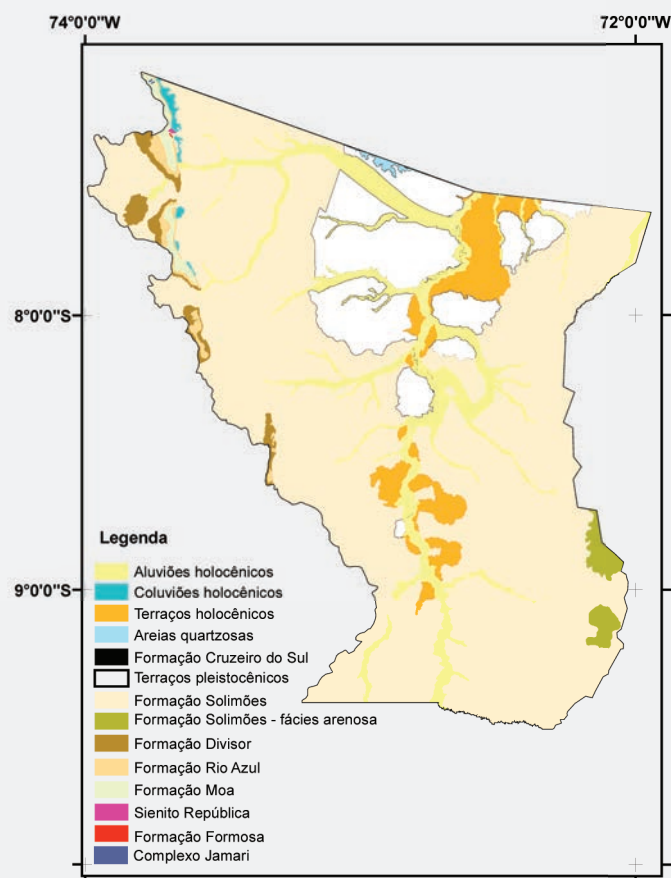 74°0'0"W
72°0'0"W
8°0'0"S
9°0'0"S
Legenda
Aluviões holocênicos
Coluviões holocênicos
Terraços holocênicos
Areias quartzosas
Formação Cruzeiro do Sul
Terraços pleistocênicos
Formação Solimões
Formação Solimões - fácies arenosa
Formação Divisor
Formação Rio Azul
Formação Moa
Sienito República
Formação Formosa
Complexo Jamari